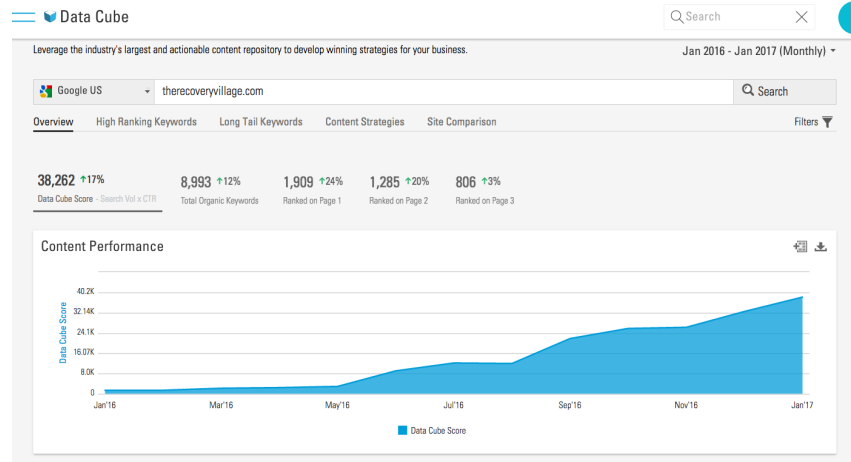 Data Cube
Search
Leverage the industry's largest and actionable content repository to develop winning strategies for your business.
Jan 2016 - Jan 2017 (Monthly)
Google US
therecoveryvillage.com
Search
Overview High Ranking Keywords Long Tail Keywords Content Strategies Site Comparison Filters
38,262 ↑17% 8,993 ↑12% 1,909 ↑24% 1,285 ↑20% 806 ↑3%
Data Cube Score - Search Vol x CTR Total Organic Keywords Ranked on Page 1 Ranked on Page 2 Ranked on Page 3
Content Performance
Data Cube Score
40.2K
32.14K
24.1K
16.07K
8.0K
0
Jan'16 Mar'16 May'16 Jul'16 Sep'16 Nov'16 Jan'17
Data Cube Score